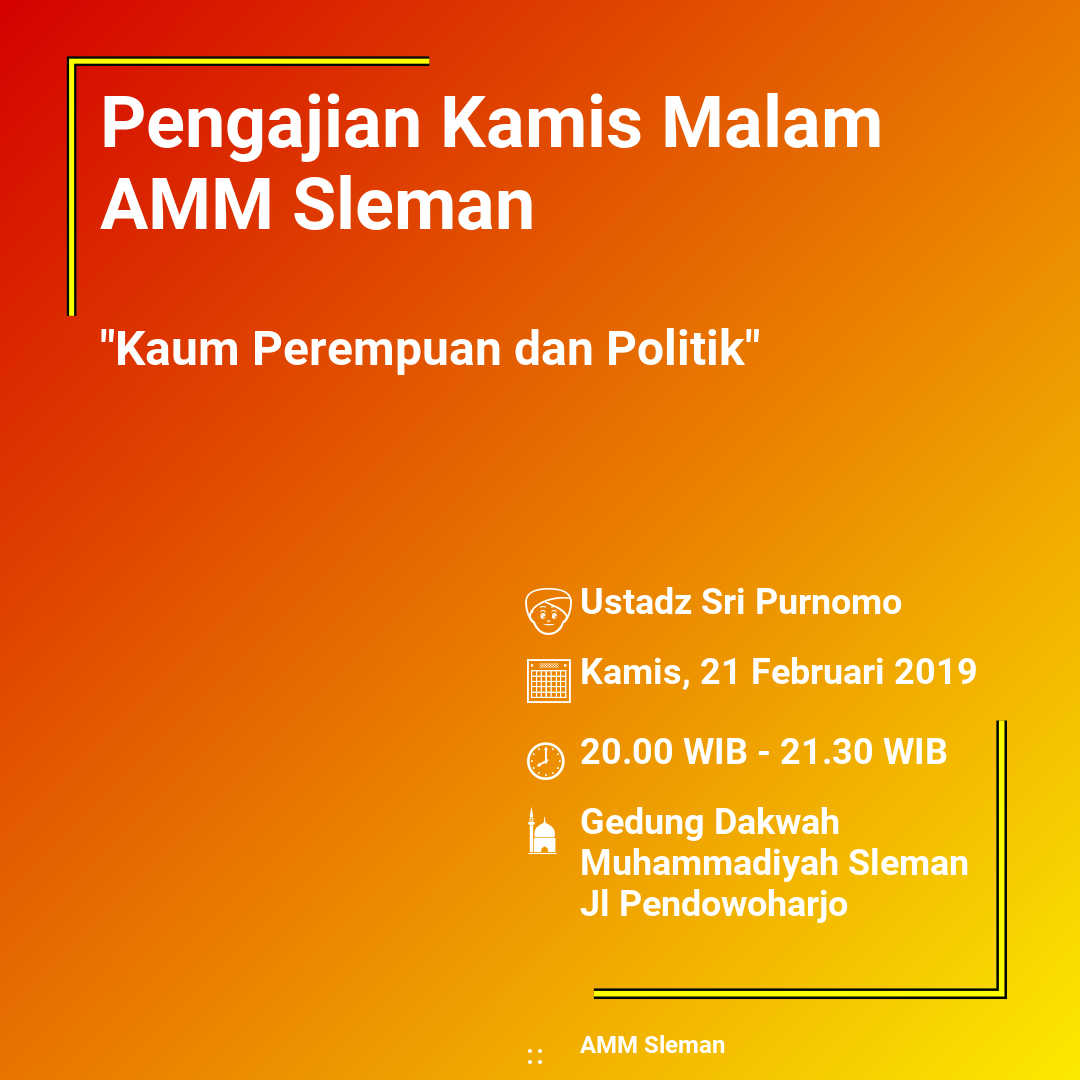 Pengajian Kamis Malam
AMM Sleman
"Kaum Perempuan dan Politik"
Ustadz Sri Purnomo
Kamis, 21 Februari 2019
20.00 WIB - 21.30 WIB
Gedung Dakwah
Muhammadiyah Sleman
Jl Pendowoharjo
AMM Sleman